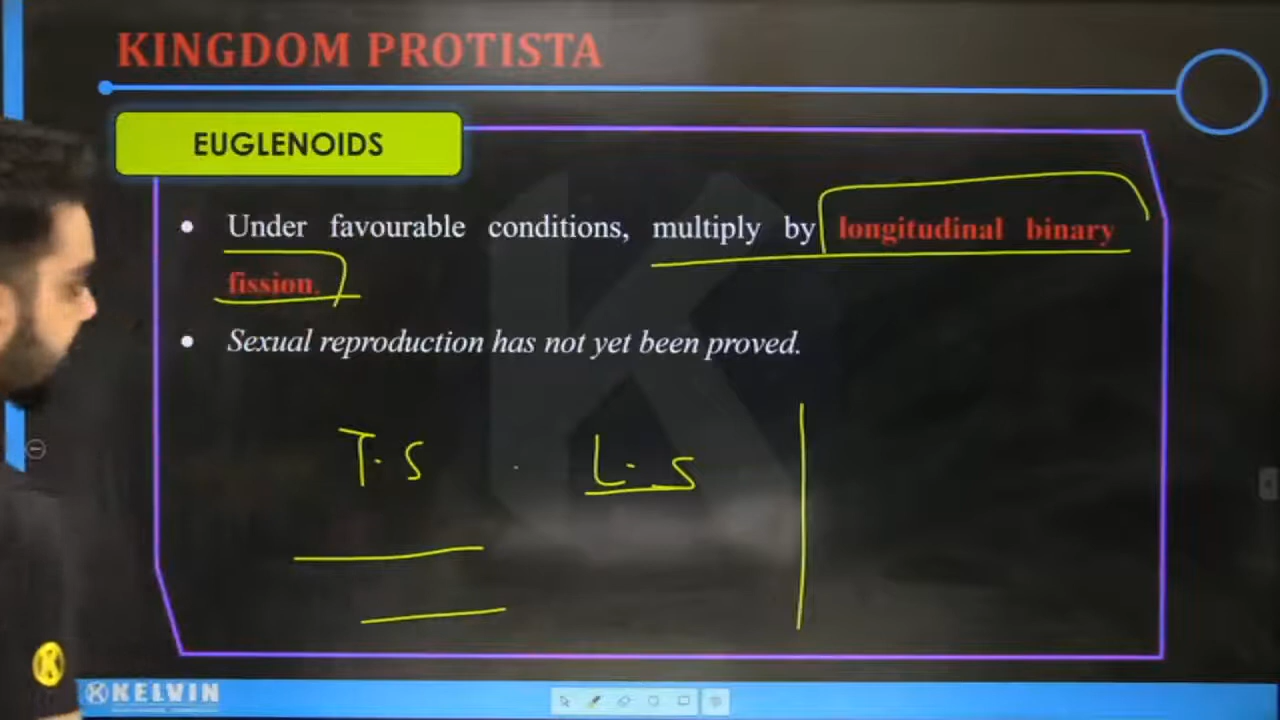 KINGDOM PROTISTA
EUGLENOIDS
• Under favourable conditions, multiply by longitudinal binary
fission.
• Sexual reproduction has not yet been proved.
T.S L.S
KELVIN